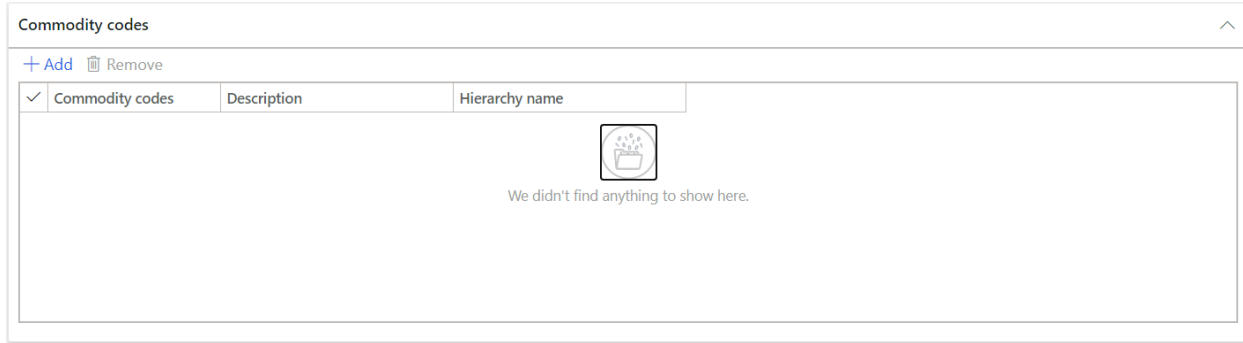 Commodity codes
Add Remove
Commodity codes Description Hierarchy name
We didn't find anything to show here.